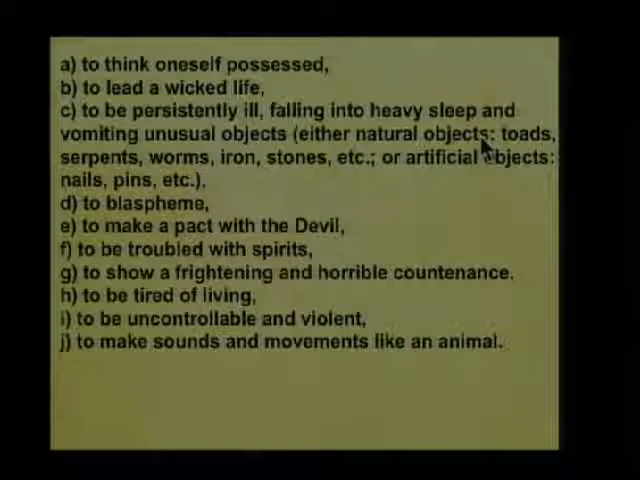 a) to think oneself possessed,
b) to lead a wicked life,
c) to be persistently ill, falling into heavy sleep and
vomiting unusual objects (either natural objects: toads,
serpents, worms, iron, stones, etc.; or artificial objects:
nails, pins, etc.),
d) to blaspheme,
e) to make a pact with the Devil,
f) to be troubled with spirits,
g) to show a frightening and horrible countenance,
h) to be tired of living,
i) to be uncontrollable and violent,
j) to make sounds and movements like an animal.